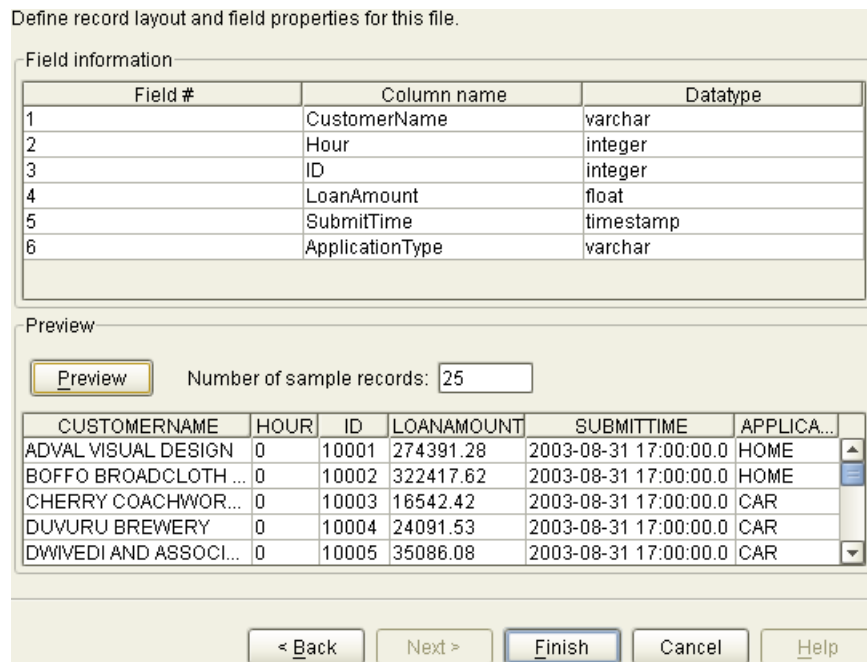 Define record layout and field properties for this file.
Field information
Field # Column name Datatype
1 CustomerName varchar
2 Hour integer
3 ID integer
4 LoanAmount float
5 SubmitTime timestamp
6 ApplicationType varchar
Preview
Preview Number of sample records: 25
CUSTOMERNAME HOUR ID LOANAMOUNT SUBMITTIME APPLICA...
ADVAL VISUAL DESIGN 0 10001 274391.28 2003-08-31 17:00:00.0 HOME
BOFFO BROADCLOTH ... 0 10002 322417.62 2003-08-31 17:00:00.0 HOME
CHERRY COACHWOR... 0 10003 16542.42 2003-08-31 17:00:00.0 CAR
DUVURU BREWERY 0 10004 24091.53 2003-08-31 17:00:00.0 CAR
DWIVEDI AND ASSOCI... 0 10005 35086.08 2003-08-31 17:00:00.0 CAR
< Back Next > Finish Cancel Help